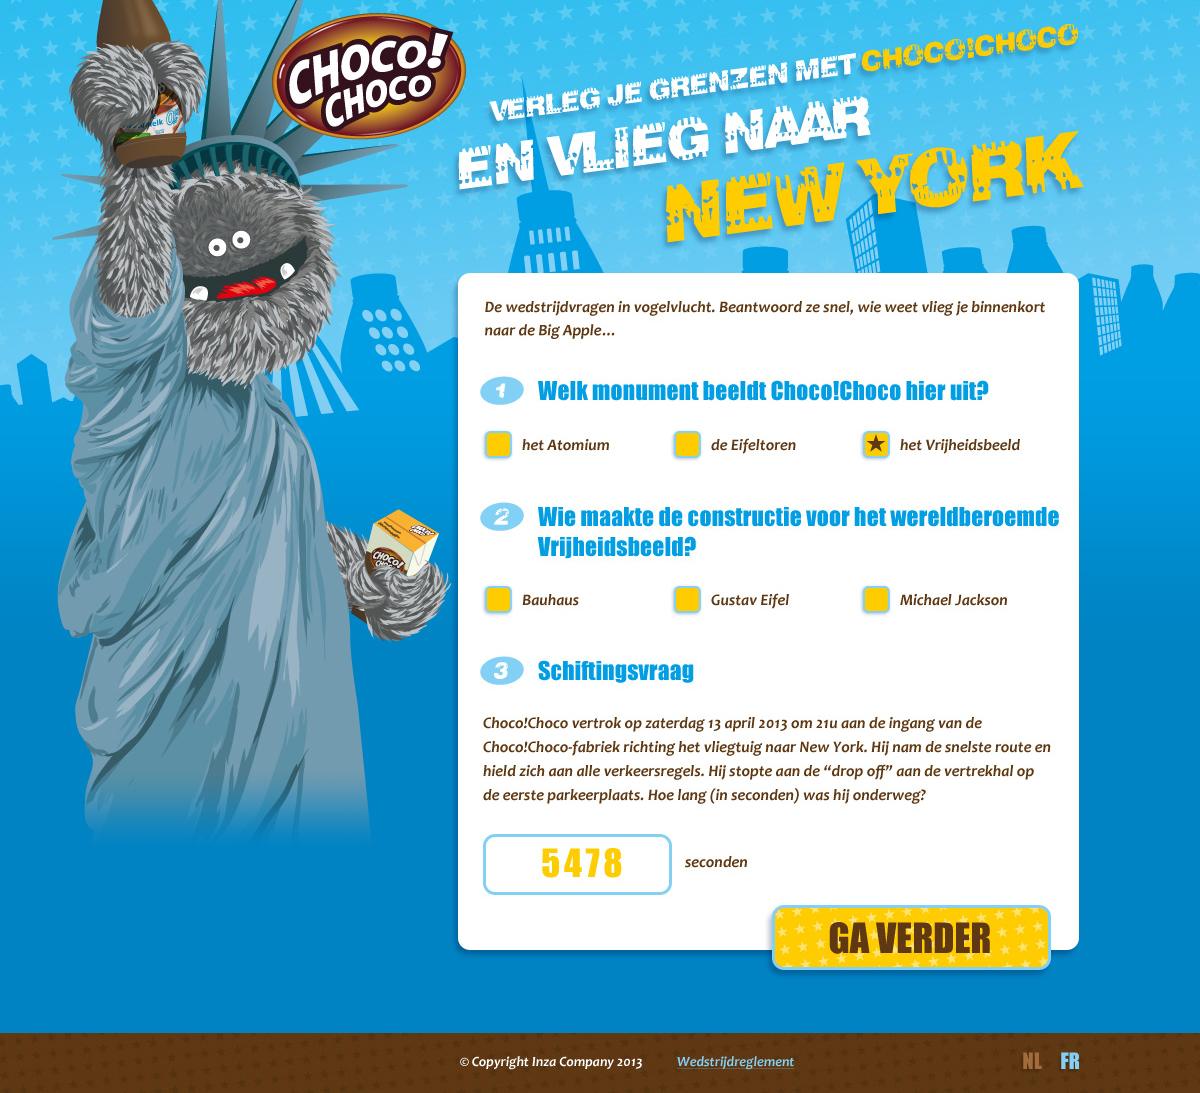 CHOCO!
CHOCO
VERLEG JE GRENZEN MET CHOCO!CHOCO
EN VLIEG NAAR
NEW YORK
De wedstrijdvragen in vogelvlucht. Beantwoord ze snel, wie weet vlieg je binnenkort
naar de Big Apple...
1 Welk monument beeldt Choco!Choco hier uit?
het Atomium de Eifeltoren het Vrijheidsbeeld
2 Wie maakte de constructie voor het wereldberoemde
Vrijheidsbeeld?
CHOCO!
Bauhaus Gustav Eifel Michael Jackson
3 Schiftingsvraag
Choco!Choco vertrok op zaterdag 13 april 2013 om 21u aan de ingang van de
Choco!Choco-fabriek richting het vliegtuig naar New York. Hij nam de snelste route en
hield zich aan alle verkeersregels. Hij stopte aan de “drop off” aan de vertrekhal op
de eerste parkeerplaats. Hoe lang (in seconden) was hij onderweg?
5478 seconden
GA VERDER
© Copyright Inza Company 2013 Wedstrijdreglement NL FR